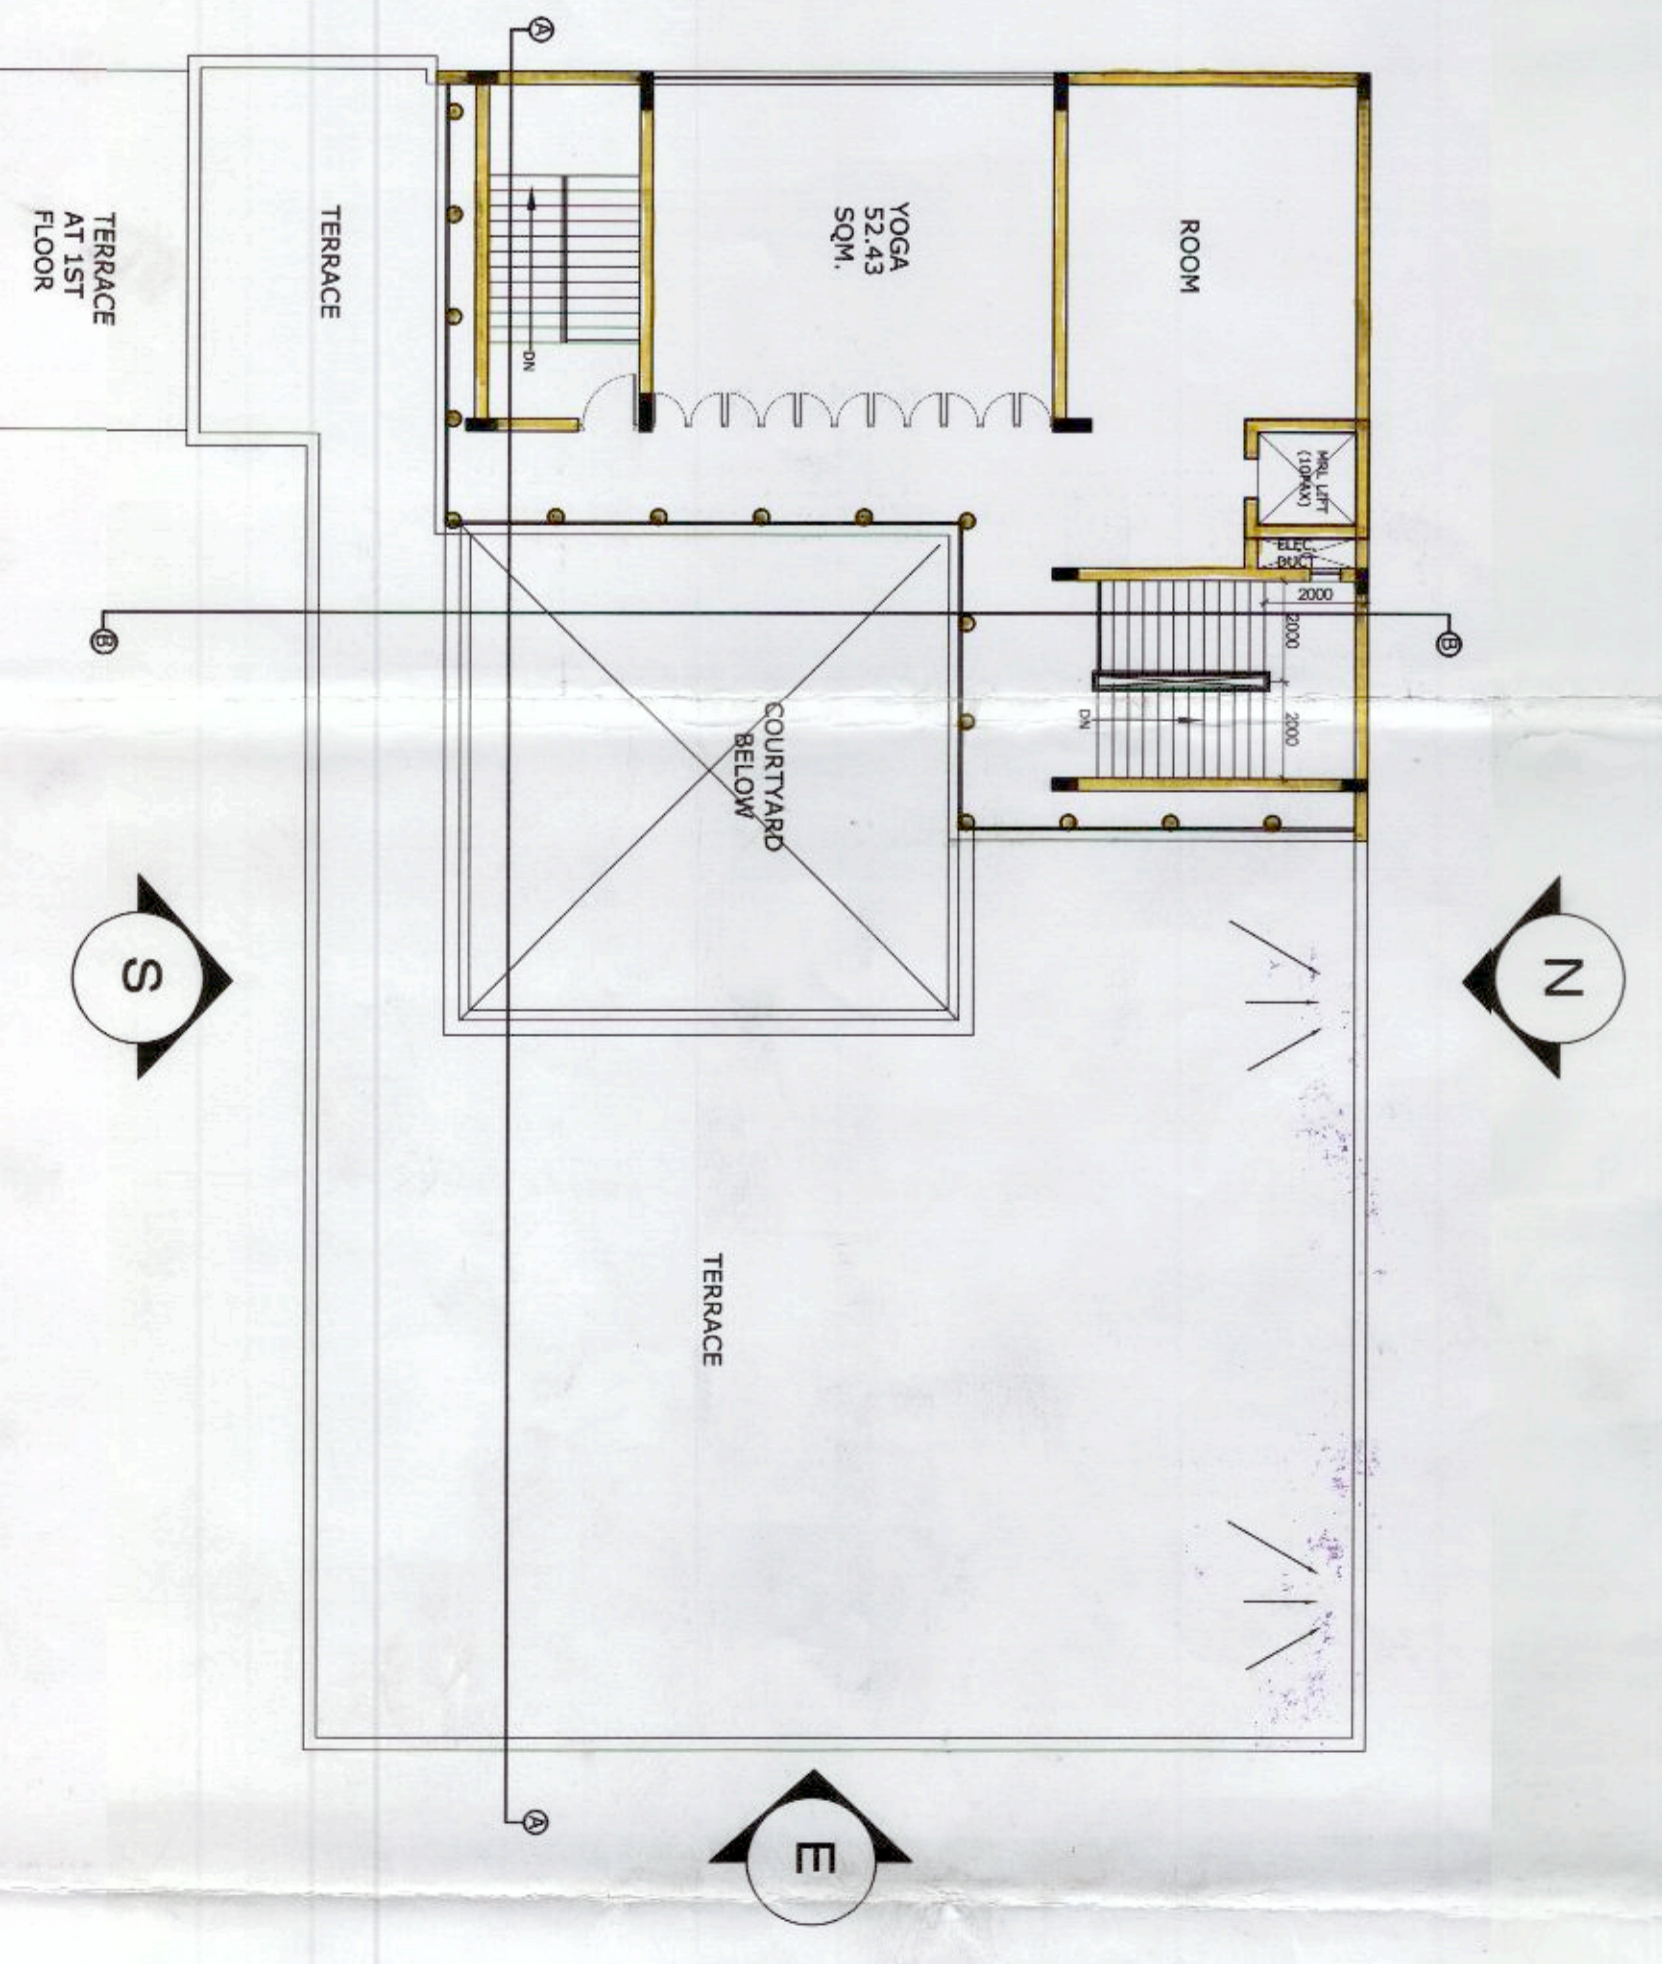 A
TERRACE
AT 1ST
FLOOR
TERRACE
YOGA
52.43
SQM.
ROOM
DN
MRL LIFT
(10PAX)
ELEC.
DUCT
2000
2000
2000
DN
B
B
COURTYARD
BELOW
S
N
TERRACE
A
E